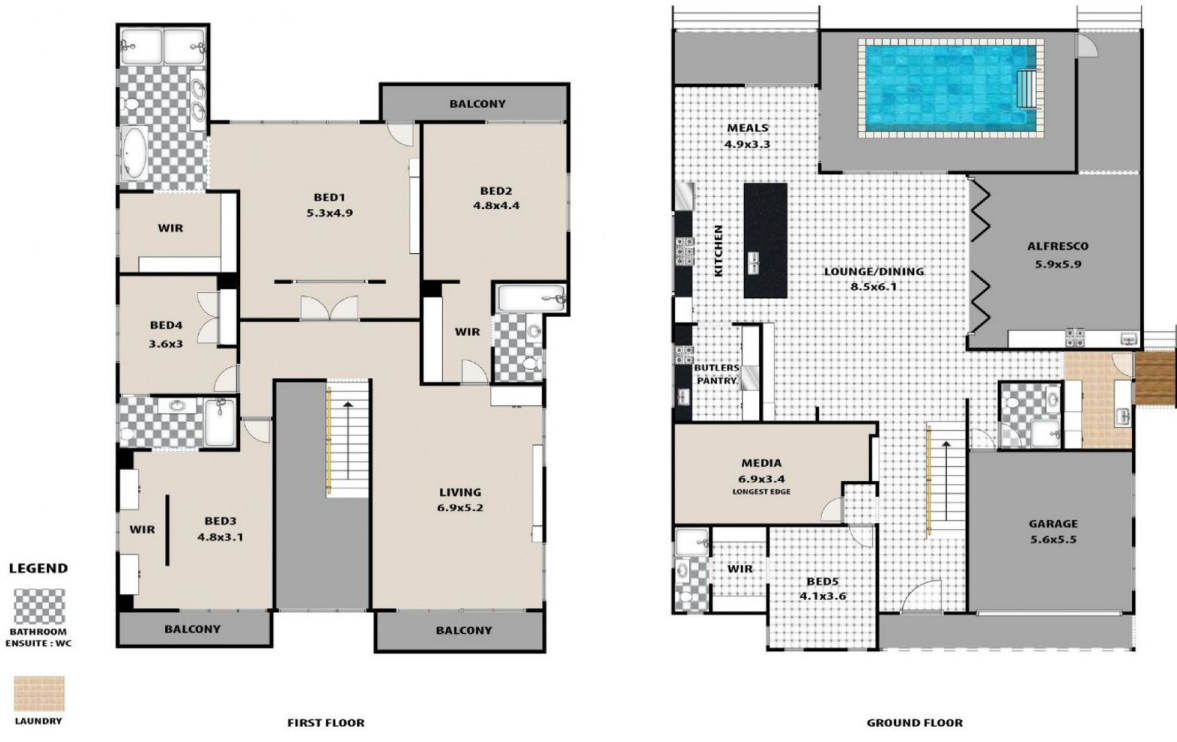 BALCONY
BED1
5.3x4.9
BED2
4.8x4.4
WIR
BED4
3.6x3
WIR
LIVING
6.9x5.2
WIR
BED3
4.8x3.1
BALCONY
BALCONY
LEGEND
BATHROOM
ENSUITE : WC
LAUNDRY
FIRST FLOOR
MEALS
4.9x3.3
KITCHEN
LOUNGE/DINING
8.5x6.1
ALFRESCO
5.9x5.9
BUTLERS
PANTRY
MEDIA
6.9x3.4
LONGEST EDGE
GARAGE
5.6x5.5
WIR
BED5
4.1x3.6
GROUND FLOOR